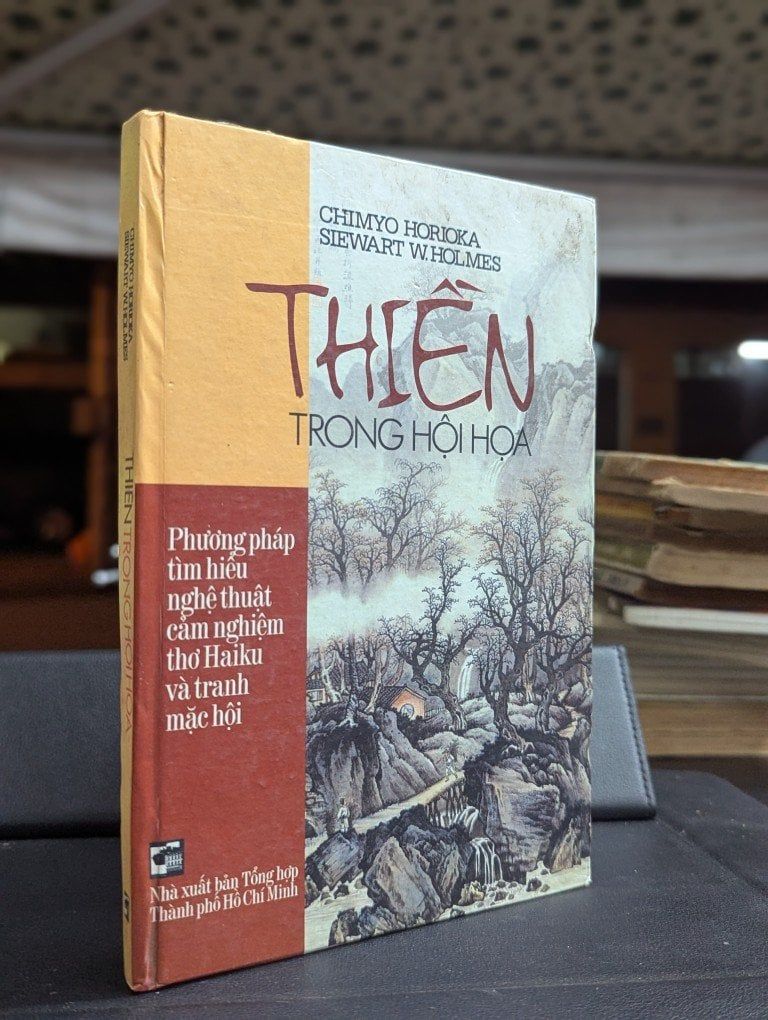 CHIMYO HORIOKA
SIEWART W.HOLMES
THIỀN
TRONG HỘI HỌA
Phương pháp
tìm hiểu
nghệ thuật
cảm nghiệm
thơ Haiku
và tranh
mặc hội
Nhà xuất bản Tổng hợp
Thành phố Hồ Chí Minh
CHIMYO HORIOKA
SIEWART W.HOLMES
THIỀN TRONG HỘI HỌA